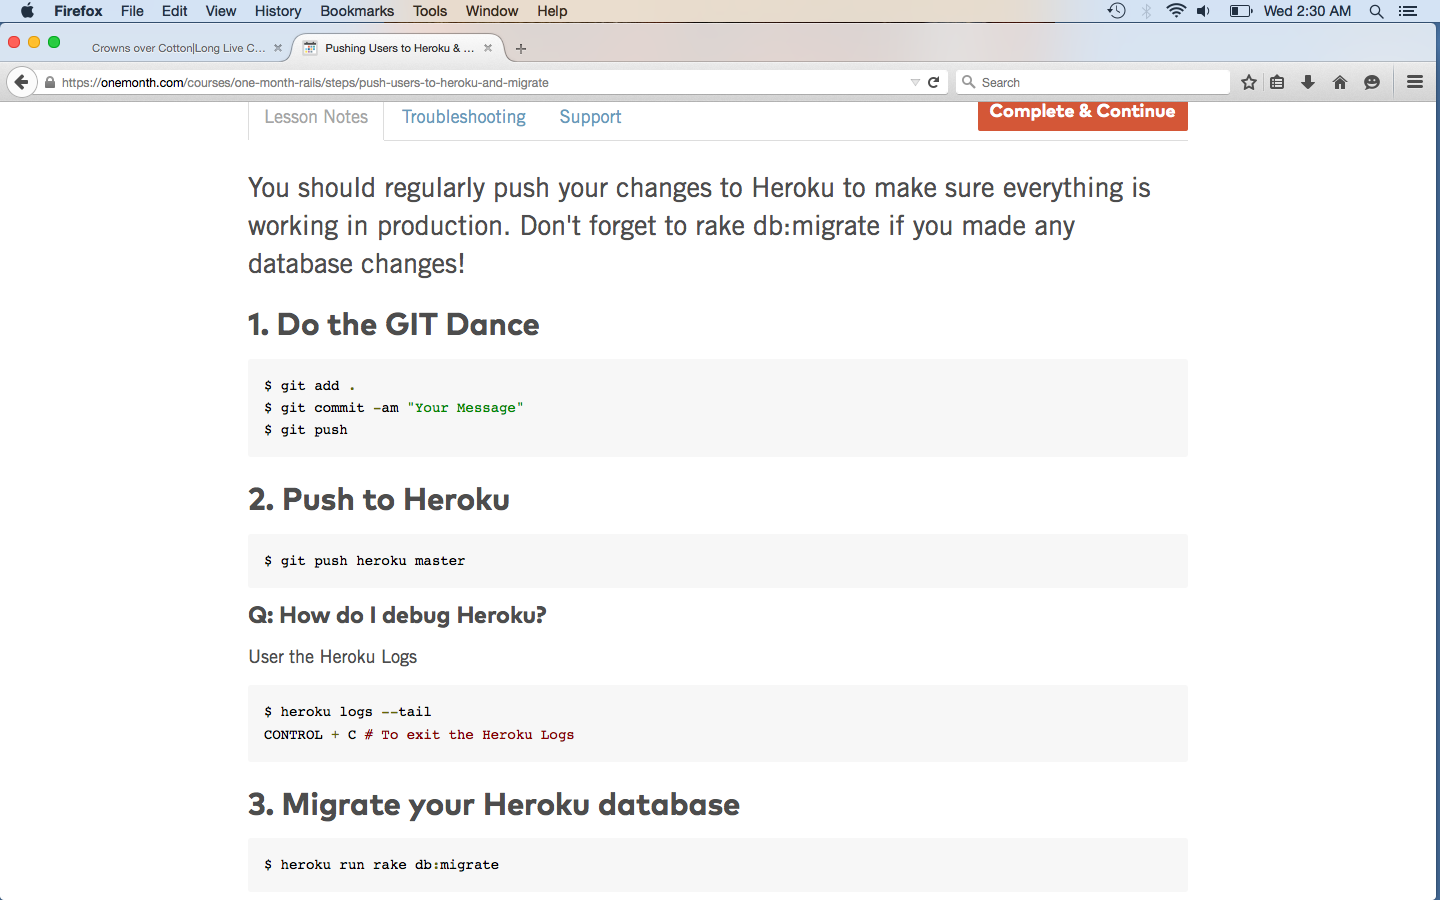 Firefox File Edit View History Bookmarks Tools Window Help Wed 2:30 AM
Crowns over Cotton|Long Live C... Pushing Users to Heroku & ...
https://onemonth.com/courses/one-month-rails/steps/push-users-to-heroku-and-migrate Search
Lesson Notes Troubleshooting Support Complete & Continue
You should regularly push your changes to Heroku to make sure everything is
working in production. Don't forget to rake db:migrate if you made any
database changes!
1. Do the GIT Dance
$ git add .
$ git commit -am "Your Message"
$ git push
2. Push to Heroku
$ git push heroku master
Q: How do I debug Heroku?
User the Heroku Logs
$ heroku logs --tail
CONTROL + C # To exit the Heroku Logs
3. Migrate your Heroku database
$ heroku run rake db:migrate